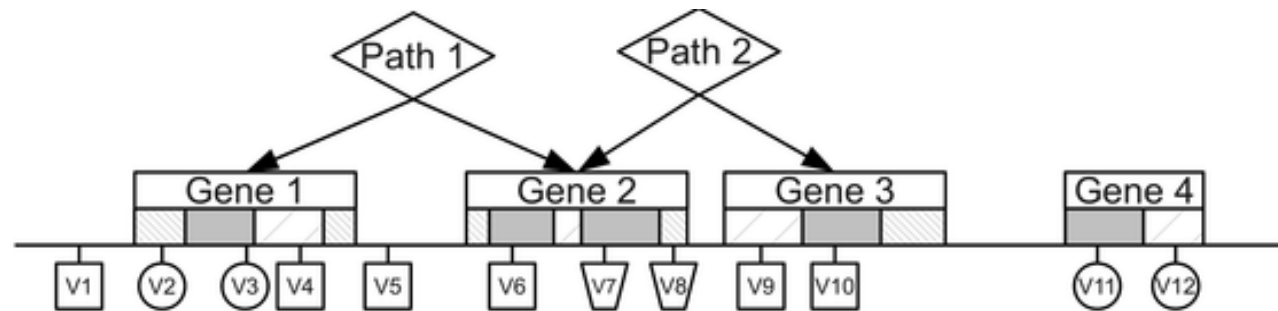 Path 1 Path 2
Gene 1 Gene 2 Gene 3 Gene 4
V1 V2 V3 V4 V5 V6 V7 V8 V9 V10 V11 V12